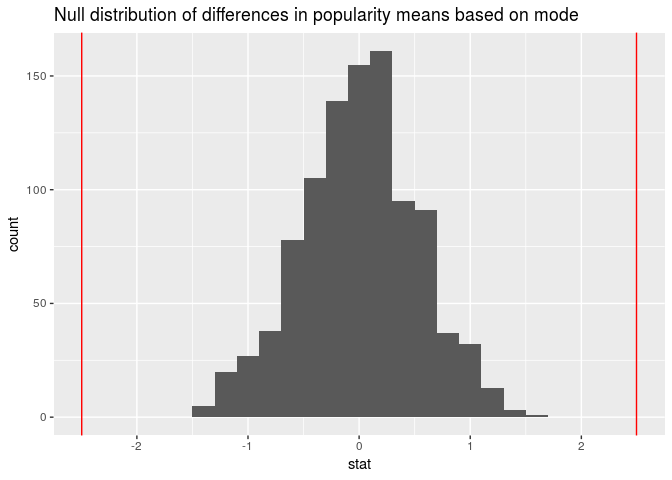 Null distribution of differences in popularity means based on mode
150
100
50
0
count
-2 -1 0 1 2
stat